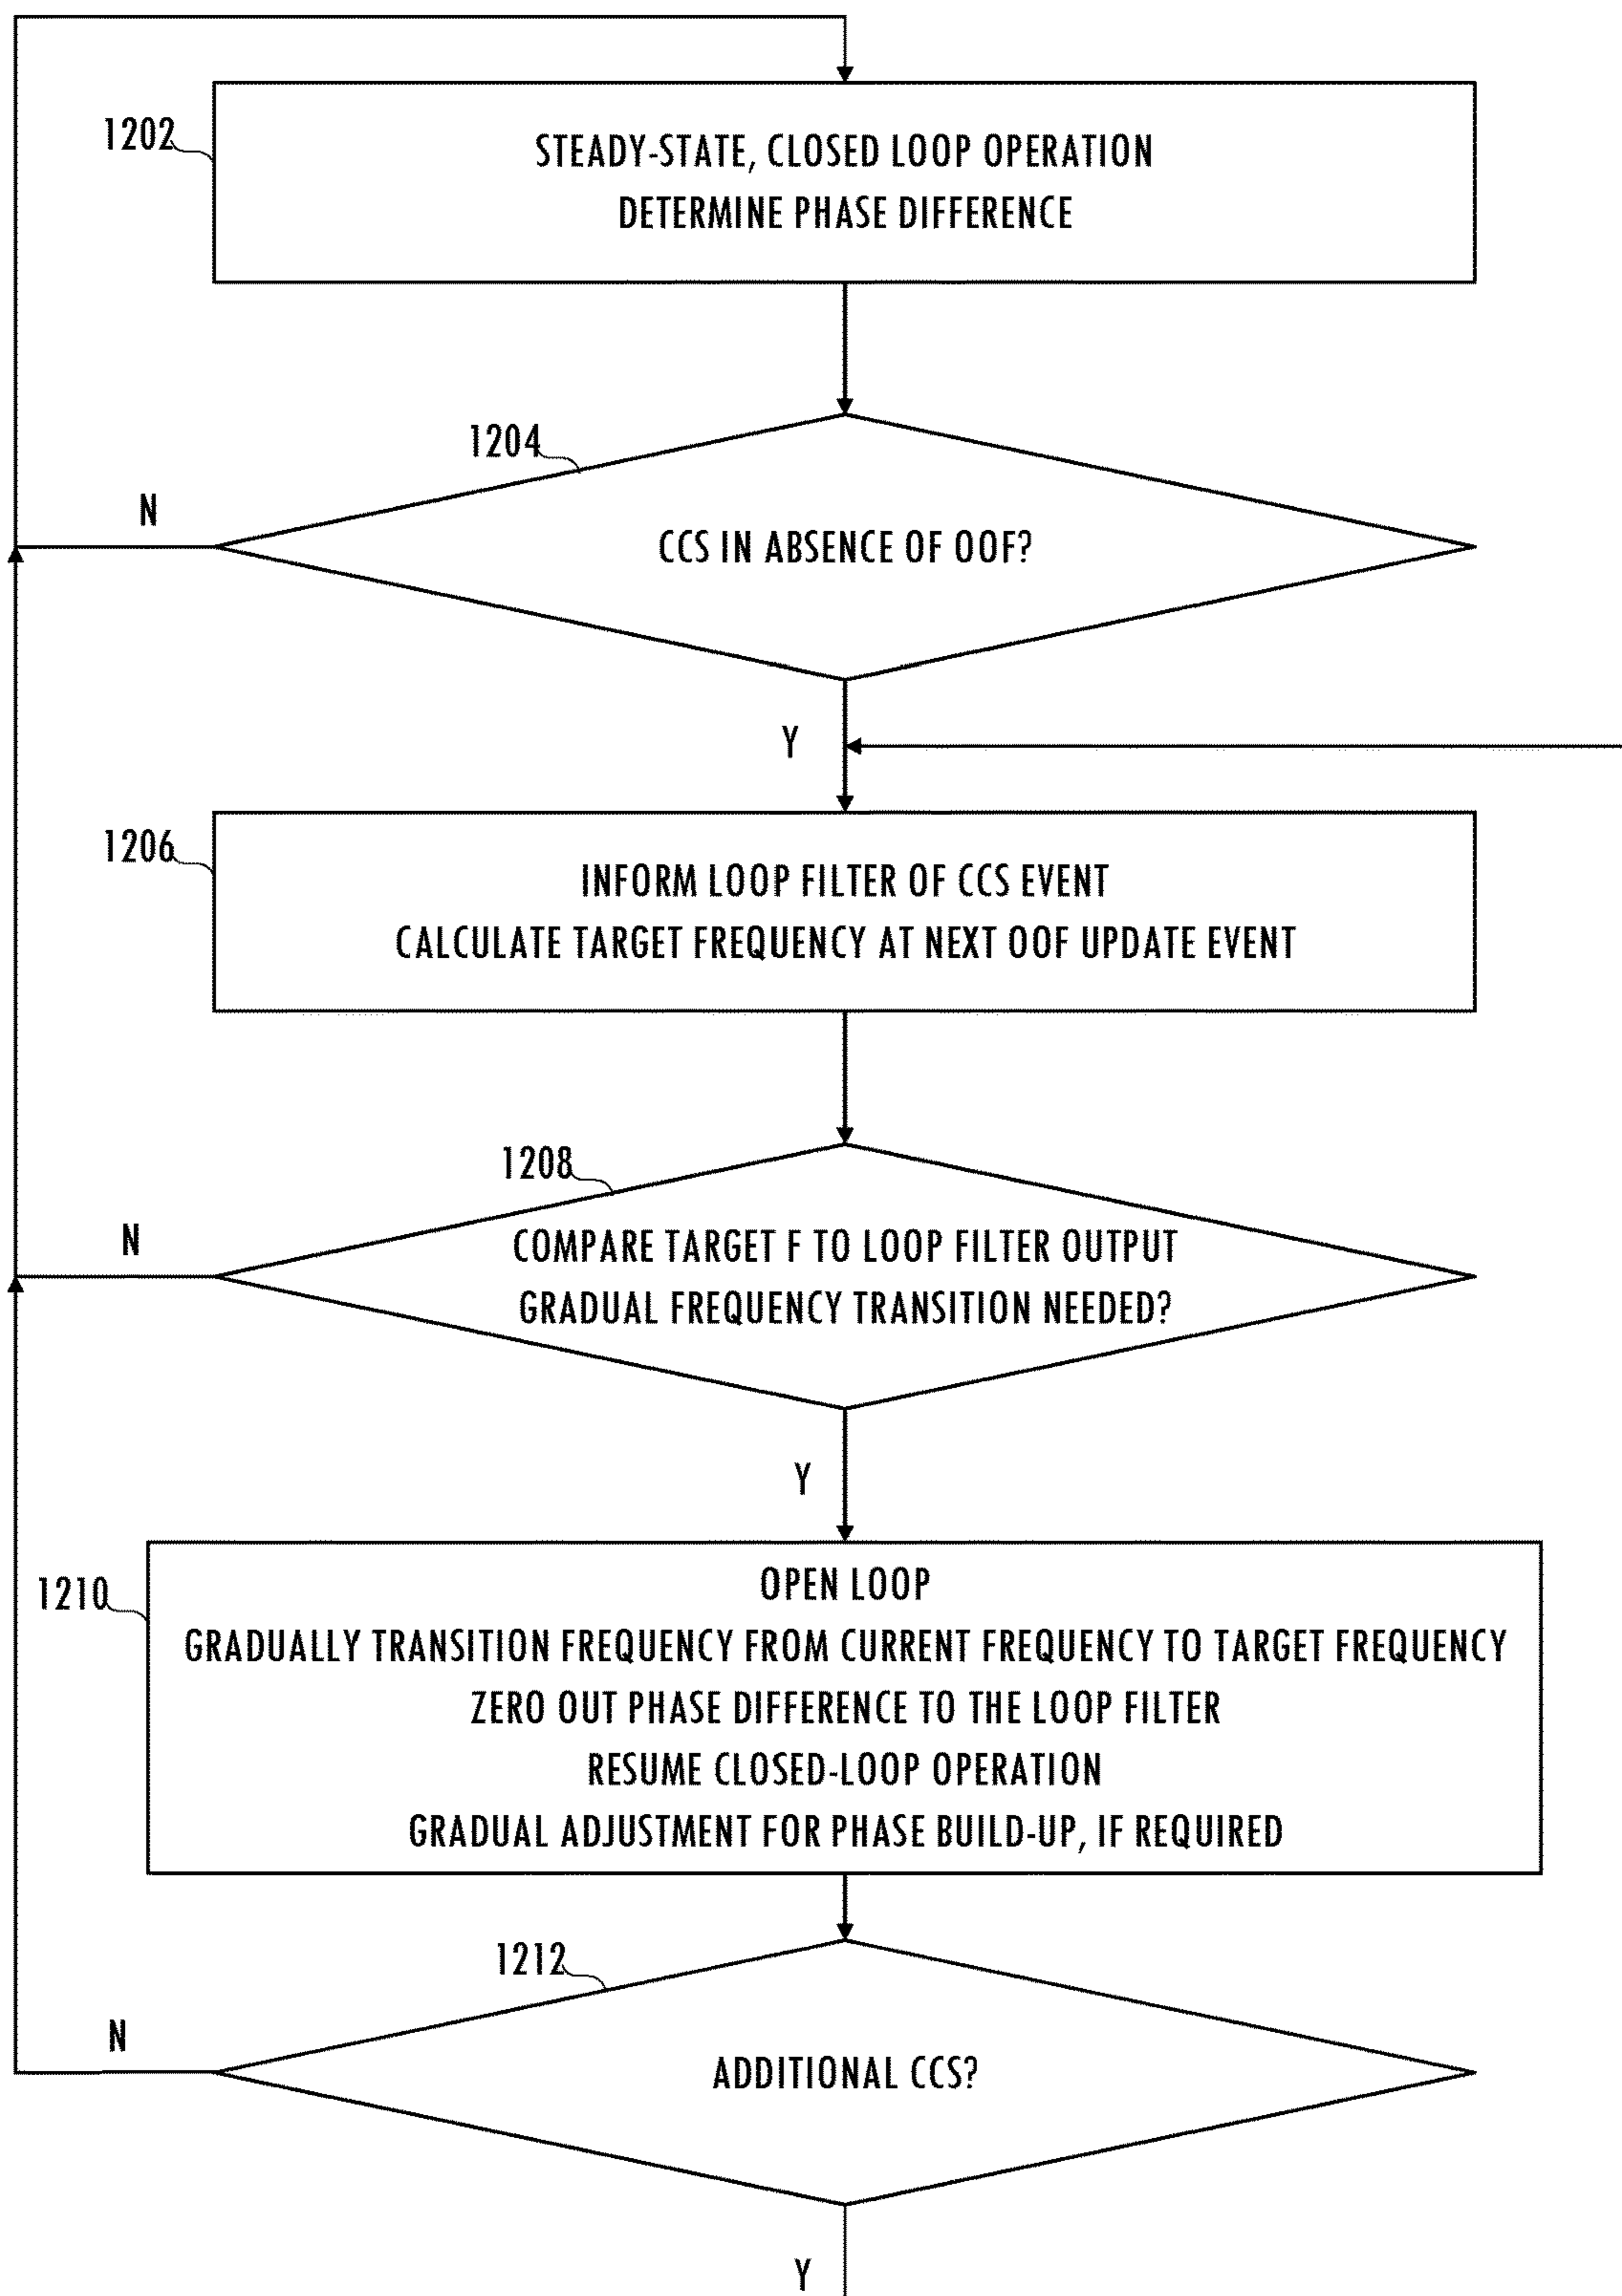 1202
STEADY-STATE, CLOSED LOOP OPERATION
DETERMINE PHASE DIFFERENCE
1204
N
CCS IN ABSENCE OF OOF?
Y
1206
INFORM LOOP FILTER OF CCS EVENT
CALCULATE TARGET FREQUENCY AT NEXT OOF UPDATE EVENT
1208
N
COMPARE TARGET F TO LOOP FILTER OUTPUT
GRADUAL FREQUENCY TRANSITION NEEDED?
Y
1210
OPEN LOOP
GRADUALLY TRANSITION FREQUENCY FROM CURRENT FREQUENCY TO TARGET FREQUENCY
ZERO OUT PHASE DIFFERENCE TO THE LOOP FILTER
RESUME CLOSED-LOOP OPERATION
GRADUAL ADJUSTMENT FOR PHASE BUILD-UP, IF REQUIRED
1212
N
ADDITIONAL CCS?
Y